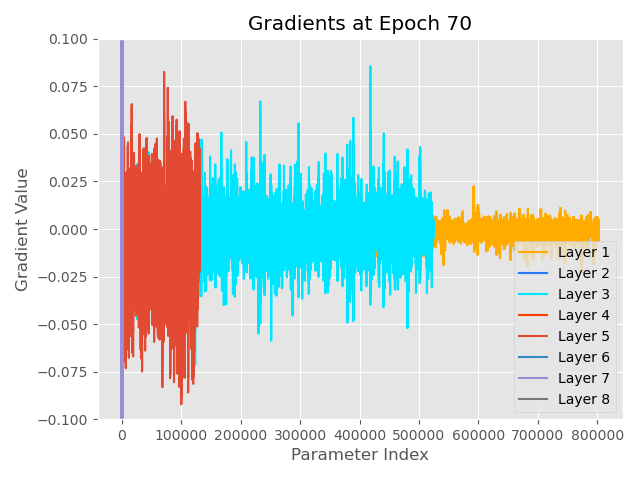 Gradients at Epoch 70
Gradient Value
0.100
0.075
0.050
0.025
0.000
−0.025
−0.050
−0.075
−0.100
0 100000 200000 300000 400000 500000 600000 700000 800000
Parameter Index
Layer 1
Layer 2
Layer 3
Layer 4
Layer 5
Layer 6
Layer 7
Layer 8